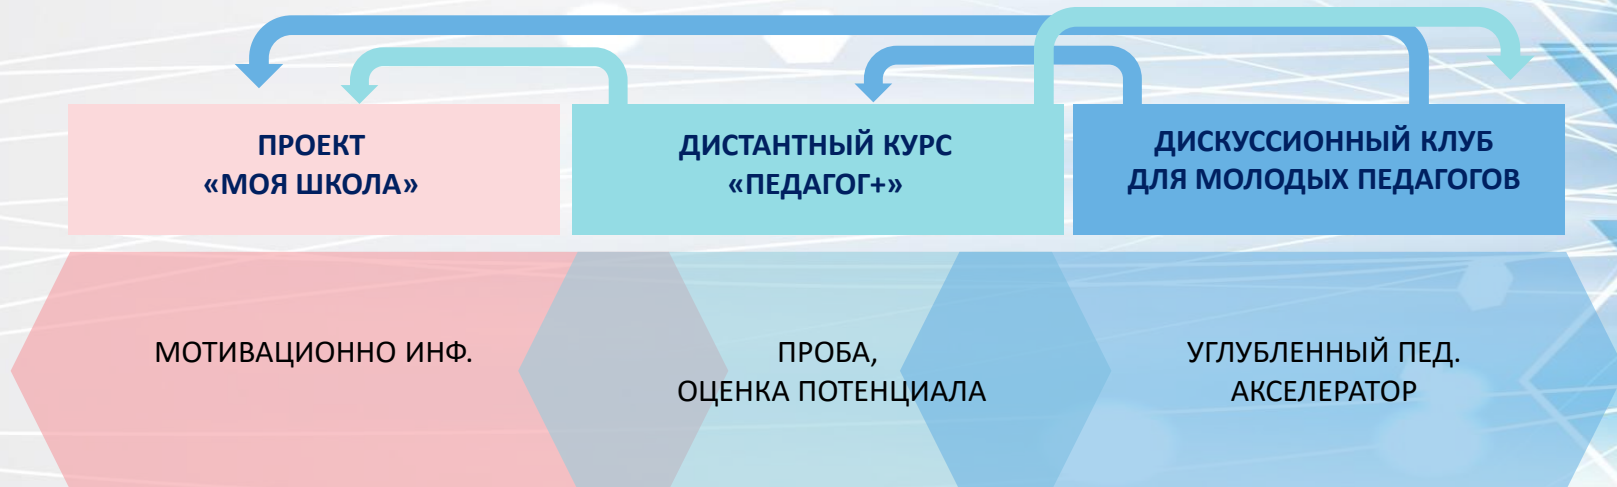 ПРОЕКТ
«МОЯ ШКОЛА»
ДИСТАНТНЫЙ КУРС
«ПЕДАГОГ+»
ДИСКУССИОННЫЙ КЛУБ
ДЛЯ МОЛОДЫХ ПЕДАГОГОВ
МОТИВАЦИОННО ИНФ.
ПРОБА,
ОЦЕНКА ПОТЕНЦИАЛА
УГЛУБЛЕННЫЙ ПЕД.
АКСЕЛЕРАТОР